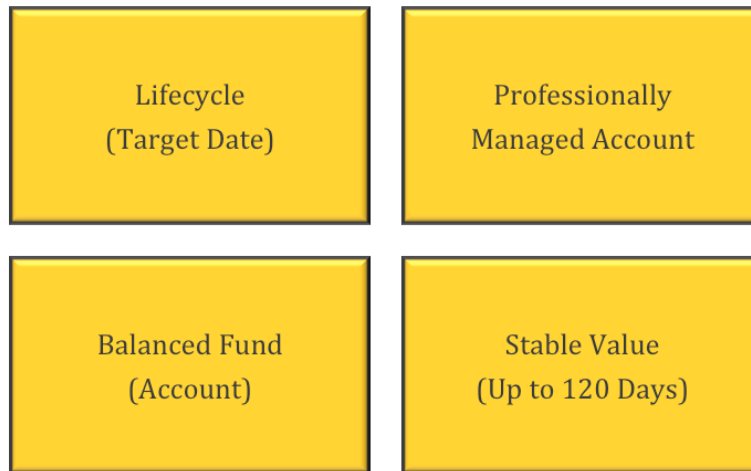 Lifecycle
(Target Date)
Professionally
Managed Account
Balanced Fund
(Account)
Stable Value
(Up to 120 Days)